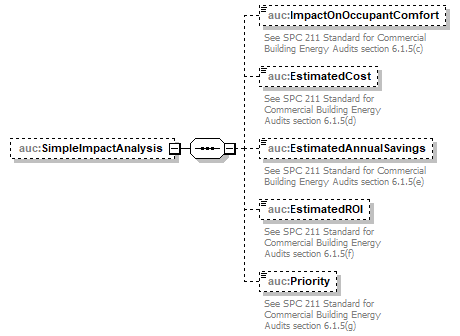 auc:ImpactOnOccupantComfort
See SPC 211 Standard for Commercial
Building Energy Audits section 6.1.5(c)
auc:EstimatedCost
See SPC 211 Standard for
Commercial Building Energy
Audits section 6.1.5(d)
auc:SimpleImpactAnalysis
auc:EstimatedAnnualSavings
See SPC 211 Standard for Commercial
Building Energy Audits section 6.1.5(e)
auc:EstimatedROI
See SPC 211 Standard for
Commercial Building Energy
Audits section 6.1.5(f)
auc:Priority
See SPC 211 Standard for
Commercial Building Energy
Audits section 6.1.5(g)